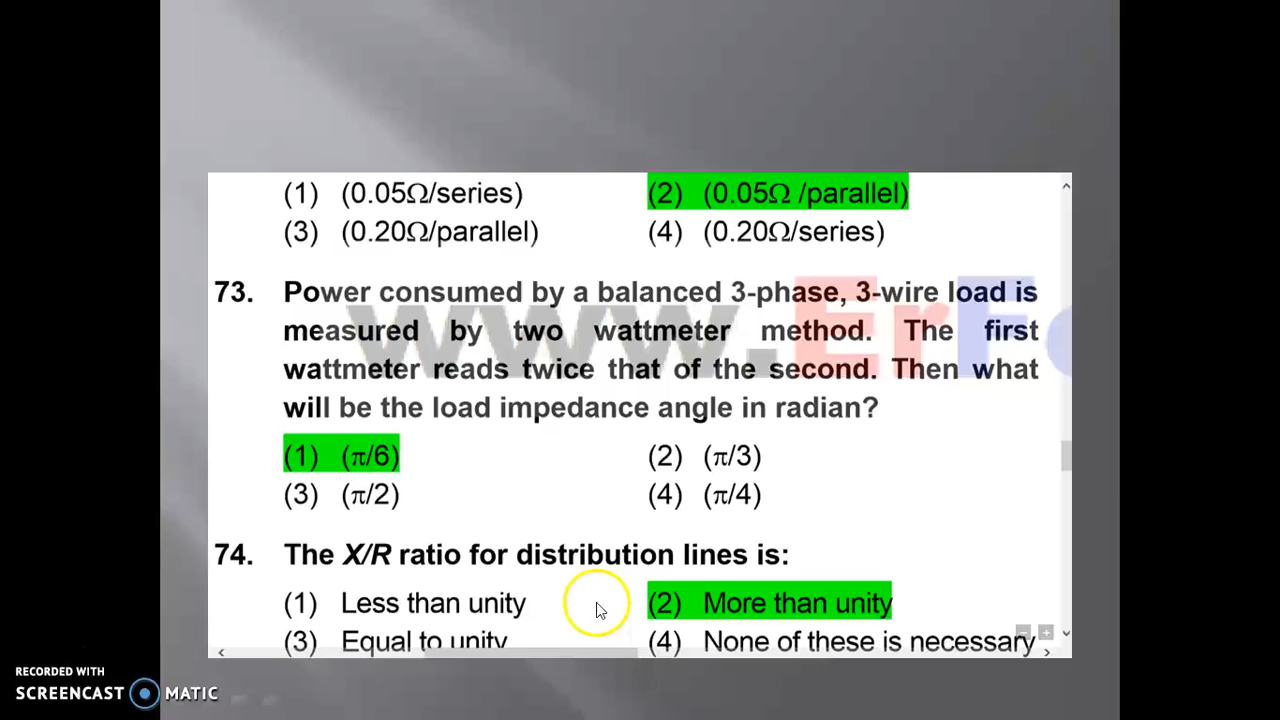 (1) (0.05Ω/series) (2) (0.05Ω /parallel)
(3) (0.20Ω/parallel) (4) (0.20Ω/series)
73. Power consumed by a balanced 3-phase, 3-wire load is
measured by two wattmeter method. The first
wattmeter reads twice that of the second. Then what
will be the load impedance angle in radian?
(1) (π/6) (2) (π/3)
(3) (π/2) (4) (π/4)
74. The X/R ratio for distribution lines is:
(1) Less than unity (2) More than unity
(3) Equal to unity (4) None of these is necessary
www.ErFo
RECORDED WITH
SCREENCAST MATIC